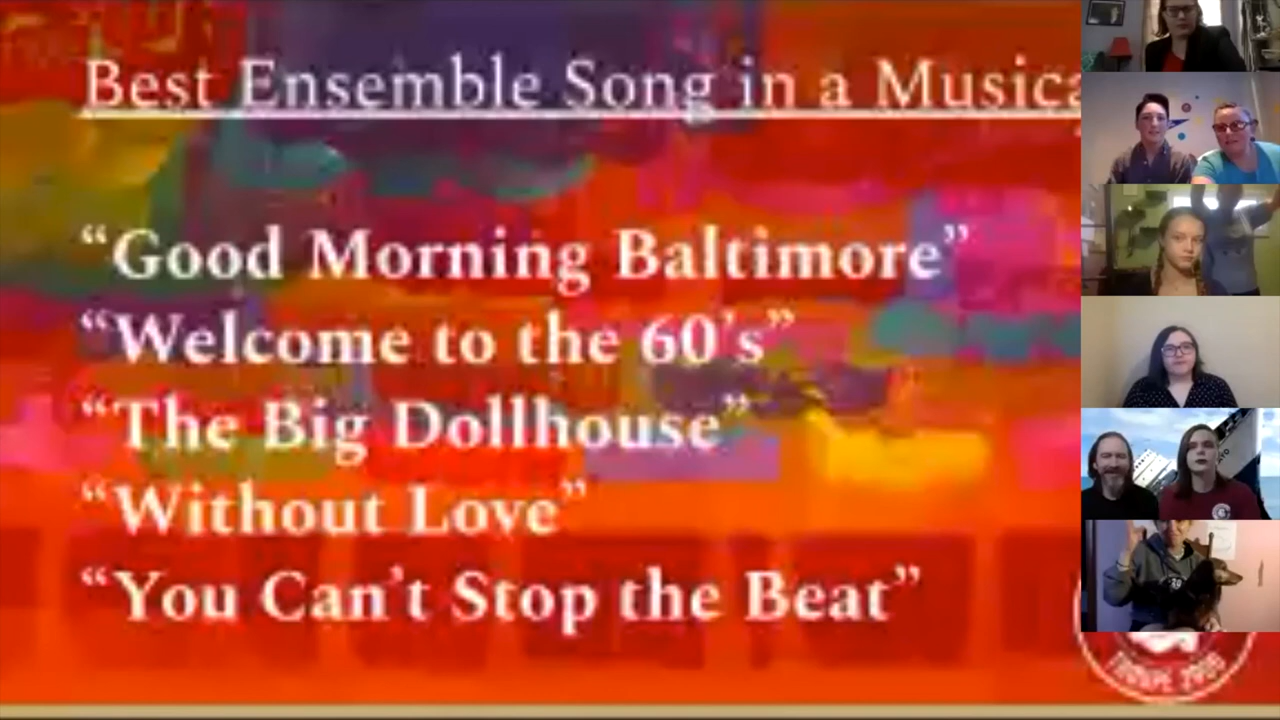 Best Ensemble Song in a Musica
“Good Morning Baltimore”
“Welcome to the 60's”
“The Big Dollhouse”
“Without Love”
“You Can't Stop the Beat”